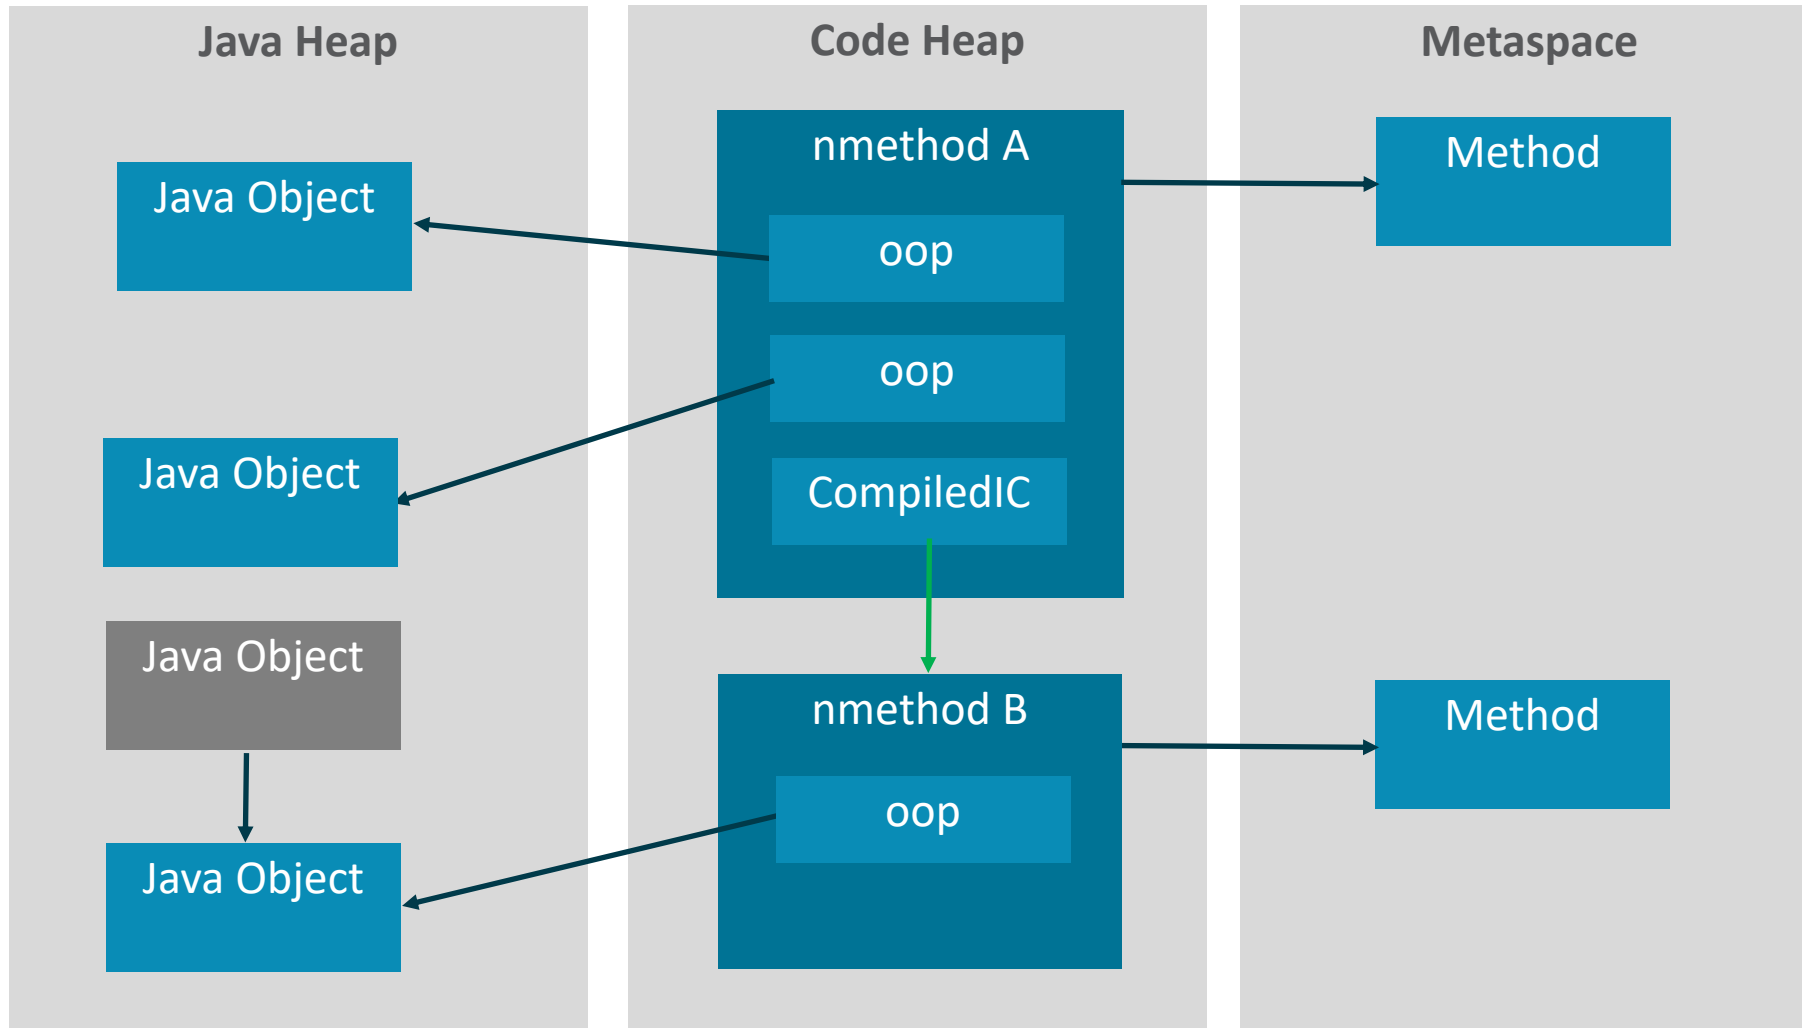 Java Heap
Java Object
Java Object
Java Object
Java Object
Code Heap
nmethod A
oop
oop
CompiledIC
nmethod B
oop
Metaspace
Method
Method